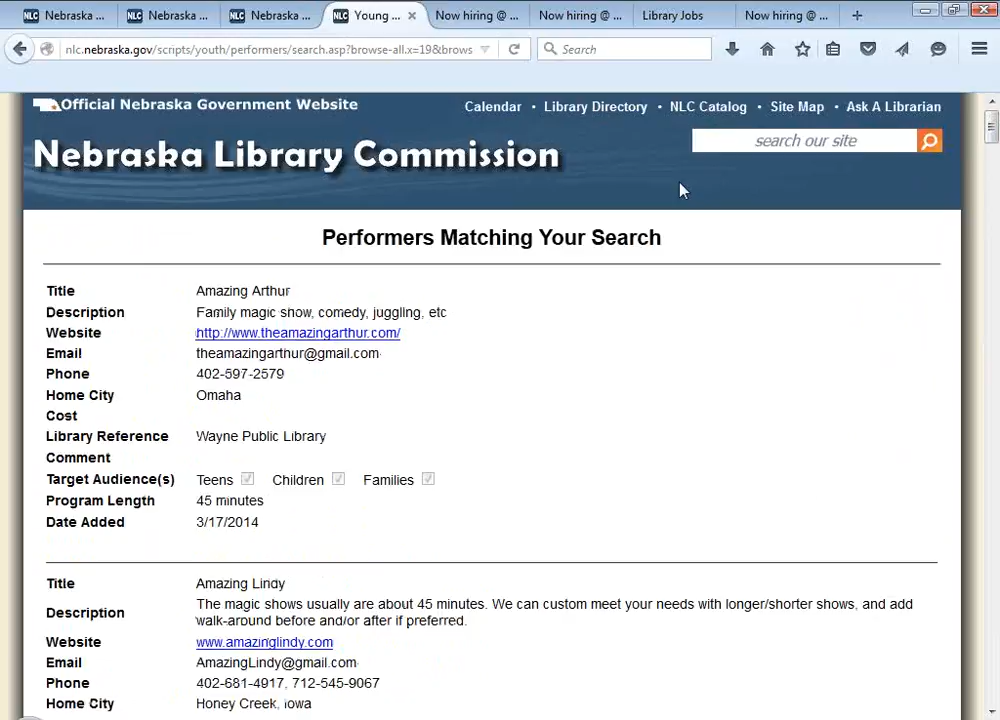 NLC Nebraska ...
NLC Nebraska ...
NLC Nebraska ...
NLC Young ... ×
Now hiring @ ...
Now hiring @ ...
Library Jobs
Now hiring @ ...
nlc.nebraska.gov/scripts/youth/performers/search.asp?browse-all.x=19&brows
Search
Official Nebraska Government Website
Calendar • Library Directory • NLC Catalog • Site Map • Ask A Librarian
Nebraska Library Commission
search our site
Performers Matching Your Search
Title Amazing Arthur
Description Family magic show, comedy, juggling, etc
Website http://www.theamazingarthur.com/
Email theamazingarthur@gmail.com
Phone 402-597-2579
Home City Omaha
Cost
Library Reference Wayne Public Library
Comment
Target Audience(s) Teens Children Families
Program Length 45 minutes
Date Added 3/17/2014
Title Amazing Lindy
Description The magic shows usually are about 45 minutes. We can custom meet your needs with longer/shorter shows, and add
walk-around before and/or after if preferred.
Website www.amazinglindy.com
Email AmazingLindy@gmail.com
Phone 402-681-4917, 712-545-9067
Home City Honey Creek, Iowa